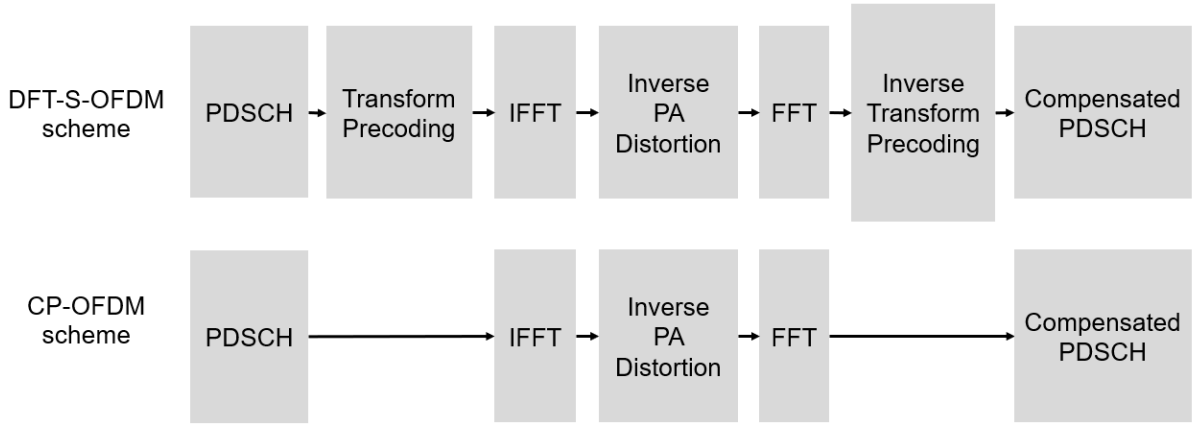 DFT-S-OFDM
scheme
PDSCH
Transform
Precoding
IFFT
Inverse
PA
Distortion
FFT
Inverse
Transform
Precoding
Compensated
PDSCH
CP-OFDM
scheme
PDSCH
IFFT
Inverse
PA
Distortion
FFT
Compensated
PDSCH